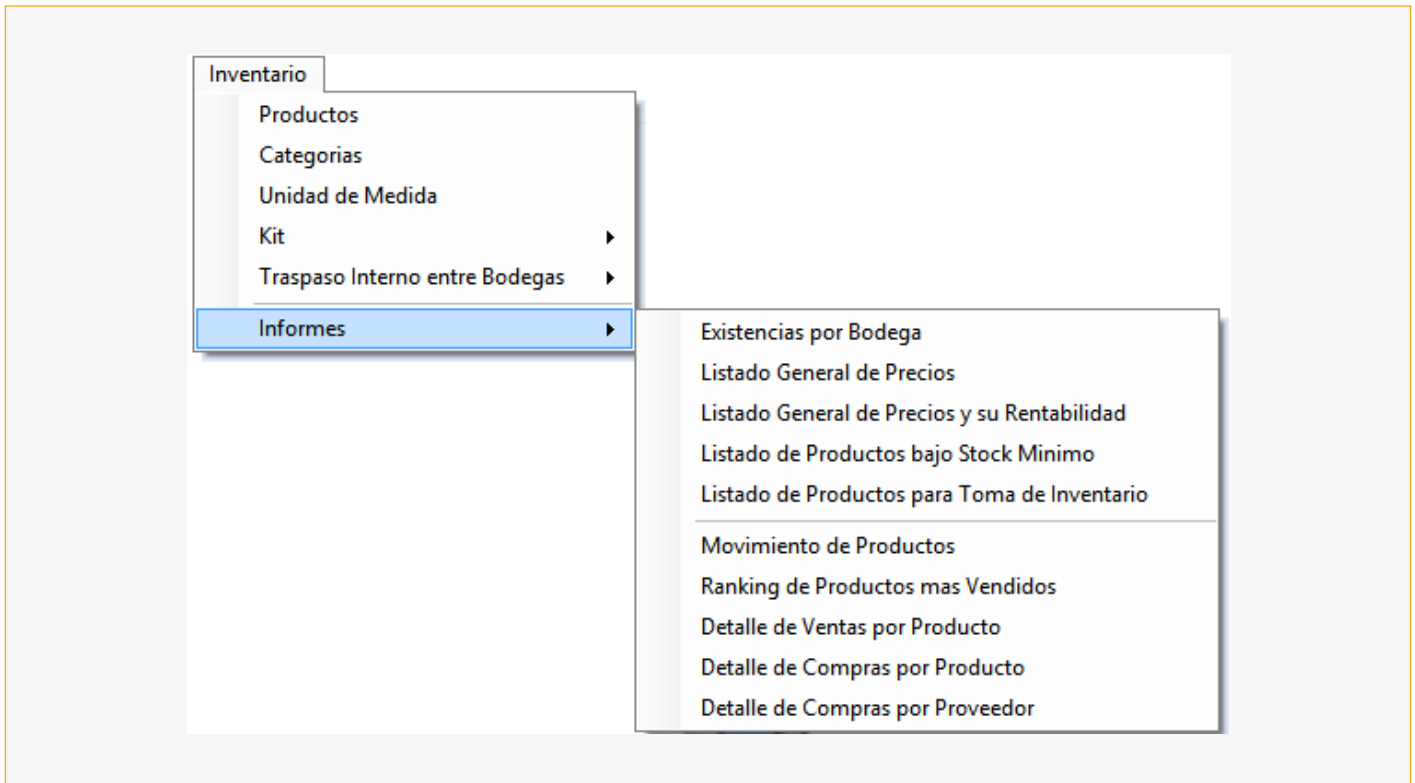 Inventario
Productos
Categorias
Unidad de Medida
Kit
Traspaso Interno entre Bodegas
Informes
Existencias por Bodega
Listado General de Precios
Listado General de Precios y su Rentabilidad
Listado de Productos bajo Stock Minimo
Listado de Productos para Toma de Inventario
Movimiento de Productos
Ranking de Productos mas Vendidos
Detalle de Ventas por Producto
Detalle de Compras por Producto
Detalle de Compras por Proveedor